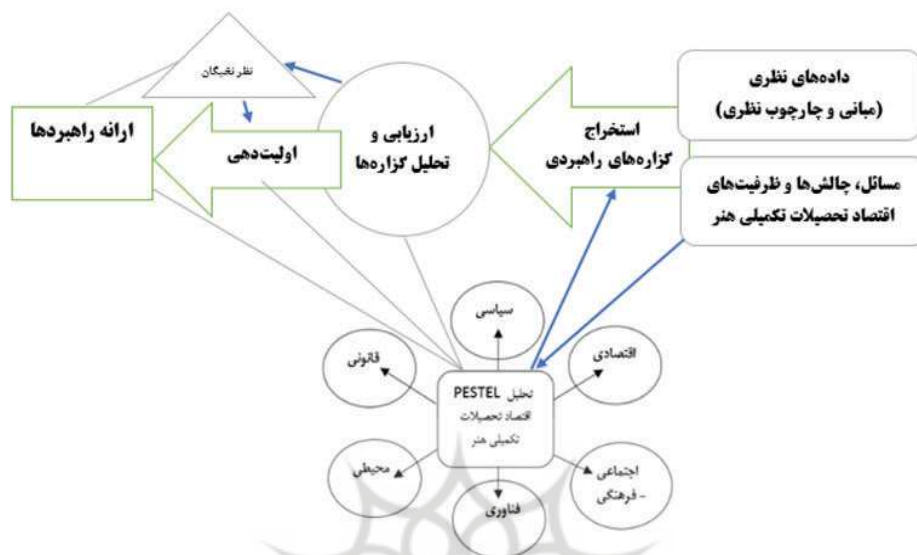 نظر نخبگان
داده‌های نظری
(مبانی و چارچوب نظری)
استخراج
گزاره‌های راهبردی
ارزیابی و
تحلیل گزاره‌ها
اولیت‌دهی
ارائه راهبردها
مسائل، چالش‌ها و ظرفیت‌های
اقتصاد تحصیلات تکمیلی هنر
سیاسی
اقتصادی
قانونی
تحلیل PESTEL
اقتصاد تحصیلات
تکمیلی هنر
اجتماعی
- فرهنگی
محیطی
فناوری